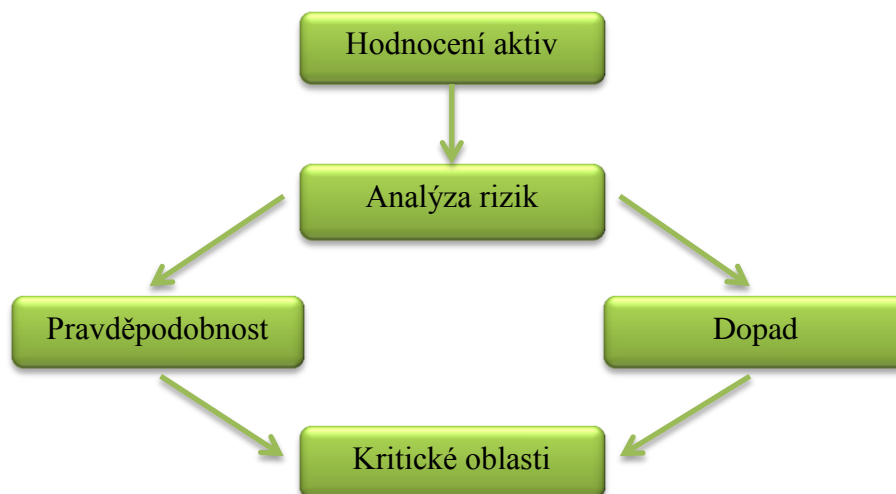 Hodnocení aktiv
Analýza rizik
Pravděpodobnost
Dopad
Kritické oblasti